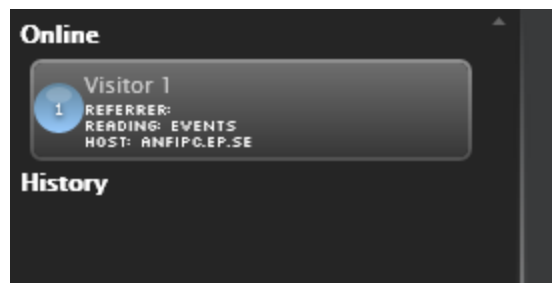 Online
Visitor 1
1
REFERRER:
READING: EVENTS
HOST: ANFIPC.EP.SE
History